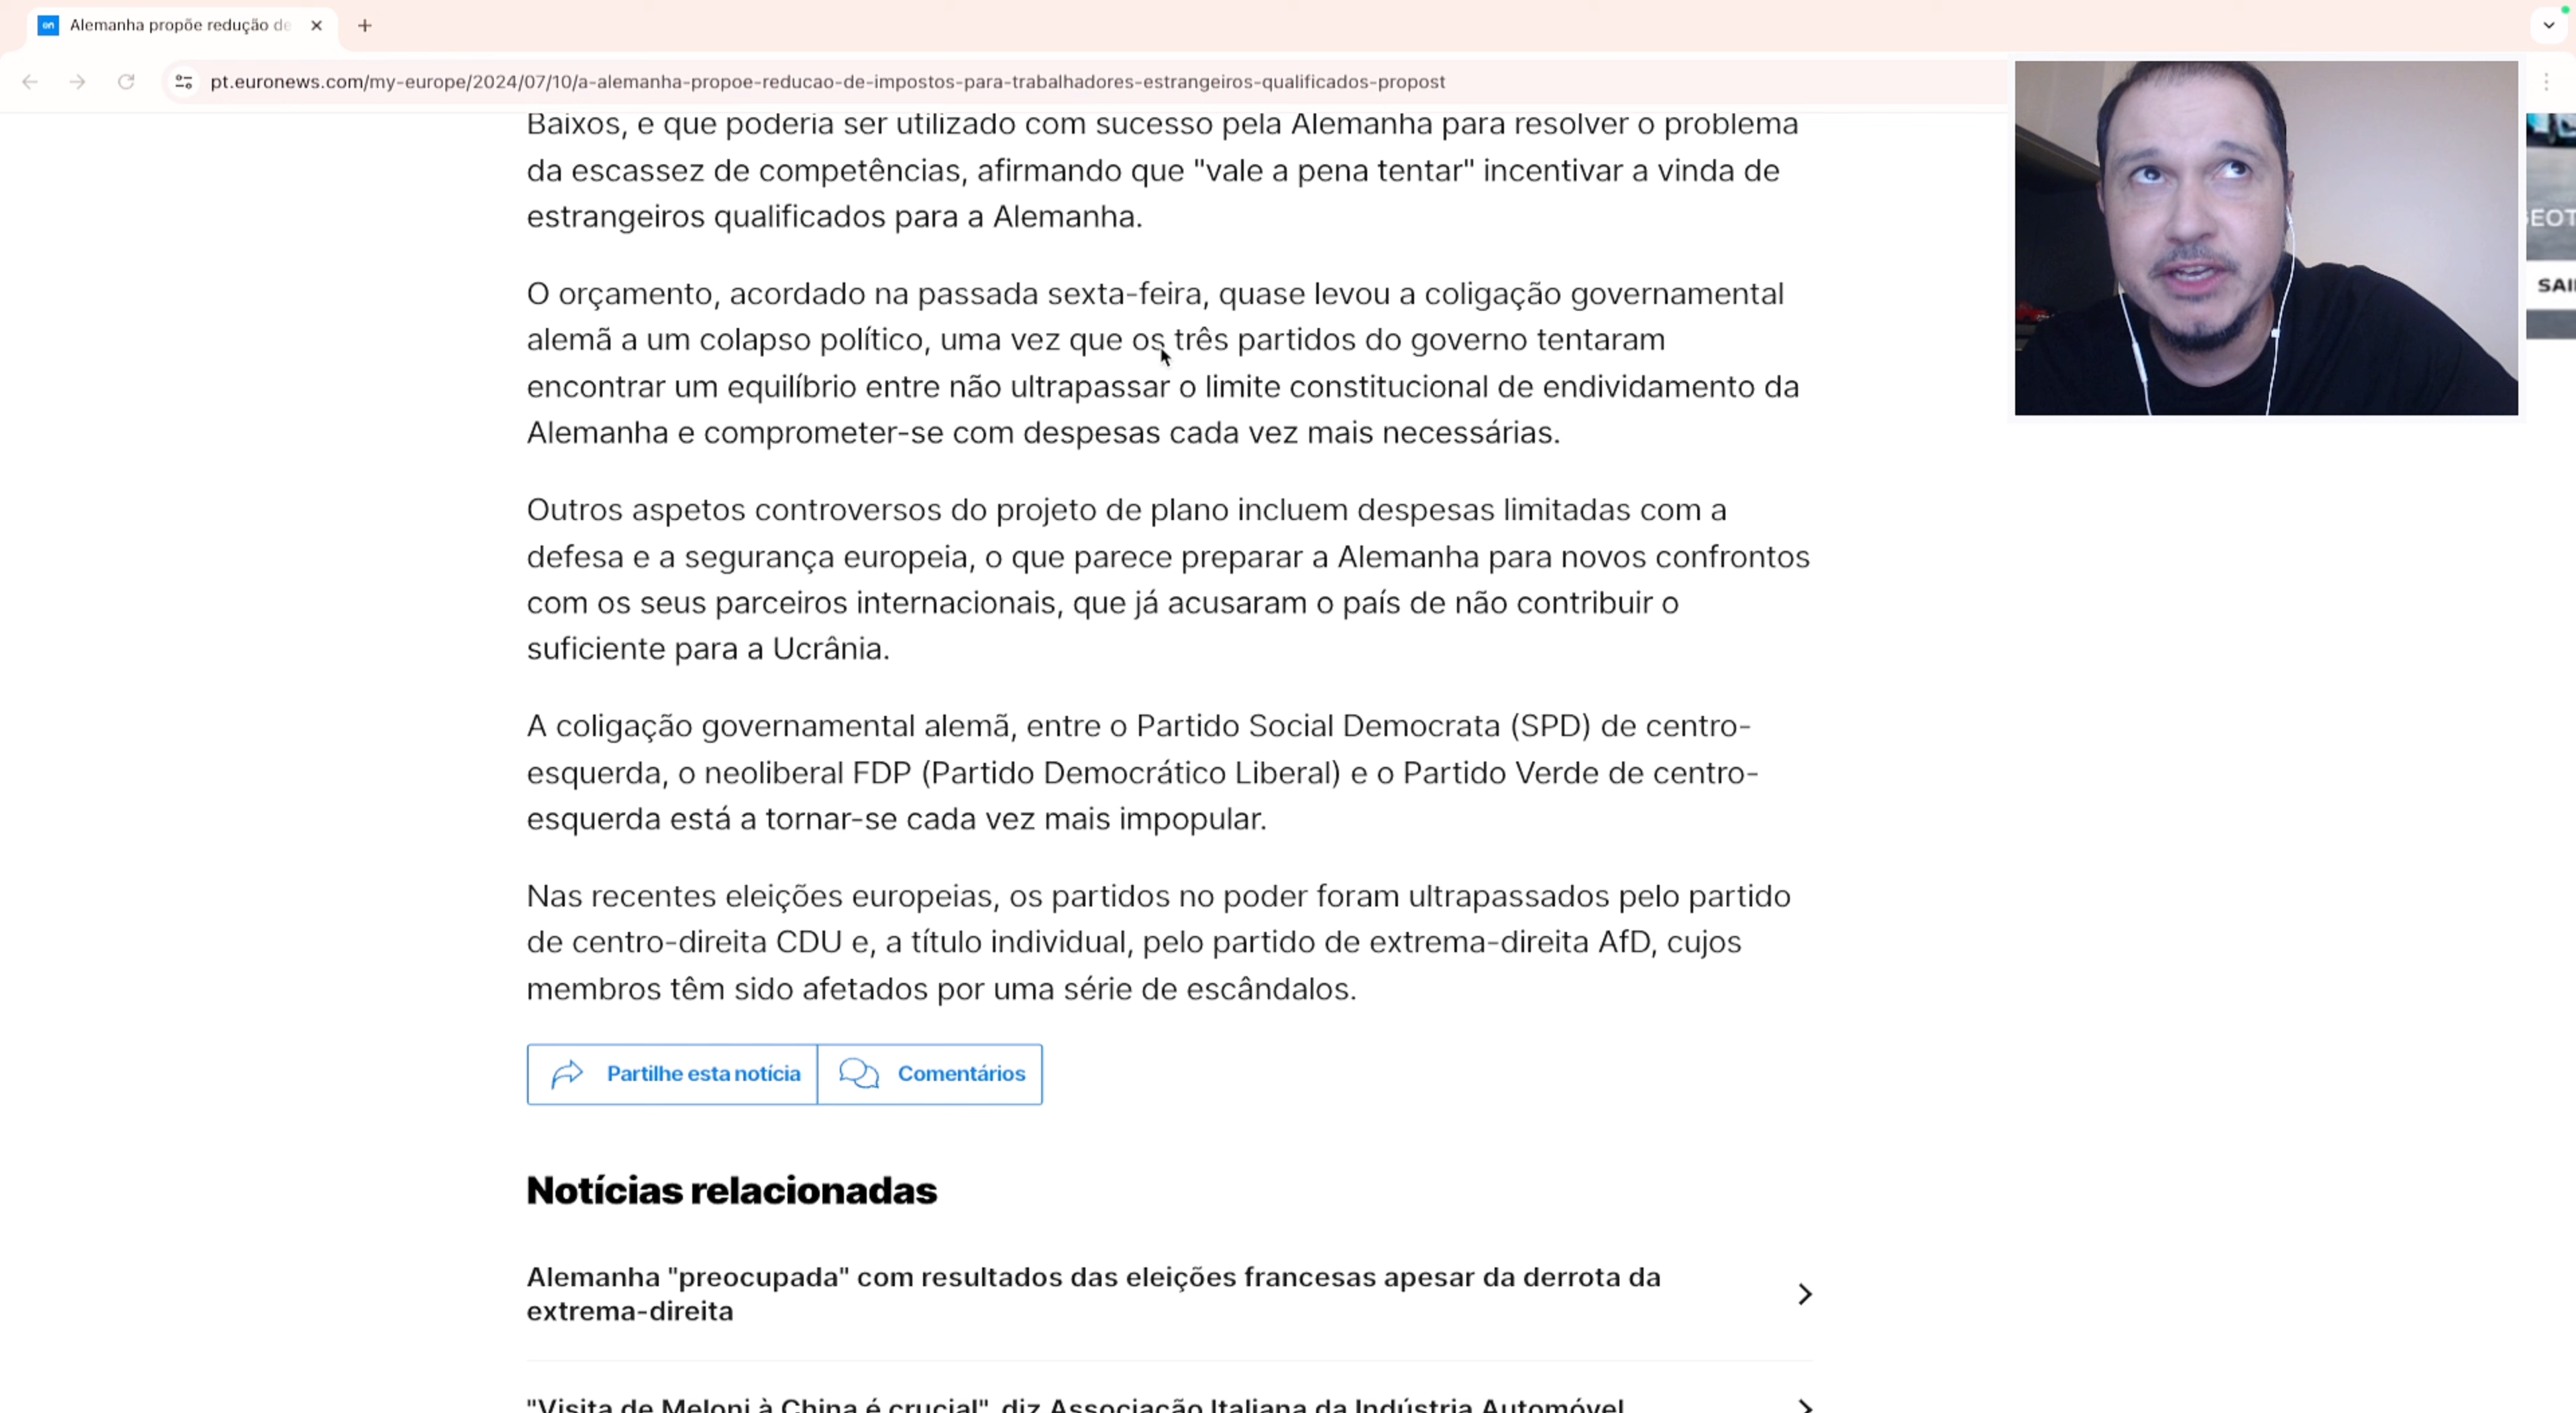 Alemanha propõe redução de
pt.euronews.com/my-europe/2024/07/10/a-alemanha-propoe-reducao-de-impostos-para-trabalhadores-estrangeiros-qualificados-propost
Baixos, e que poderia ser utilizado com sucesso pela Alemanha para resolver o problema
da escassez de competências, afirmando que "vale a pena tentar" incentivar a vinda de
estrangeiros qualificados para a Alemanha.
O orçamento, acordado na passada sexta-feira, quase levou a coligação governamental
alemã a um colapso político, uma vez que os três partidos do governo tentaram
encontrar um equilíbrio entre não ultrapassar o limite constitucional de endividamento da
Alemanha e comprometer-se com despesas cada vez mais necessárias.
Outros aspetos controversos do projeto de plano incluem despesas limitadas com a
defesa e a segurança europeia, o que parece preparar a Alemanha para novos confrontos
com os seus parceiros internacionais, que já acusaram o país de não contribuir o
suficiente para a Ucrânia.
A coligação governamental alemã, entre o Partido Social Democrata (SPD) de centro-
esquerda, o neoliberal FDP (Partido Democrático Liberal) e o Partido Verde de centro-
esquerda está a tornar-se cada vez mais impopular.
Nas recentes eleições europeias, os partidos no poder foram ultrapassados pelo partido
de centro-direita CDU e, a título individual, pelo partido de extrema-direita AfD, cujos
membros têm sido afetados por uma série de escândalos.
Partilhe esta notícia
Comentários
Notícias relacionadas
Alemanha "preocupada" com resultados das eleições francesas apesar da derrota da
extrema-direita
"Visita de Meloni à China é crucial", diz Associação Italiana da Indústria Automóvel